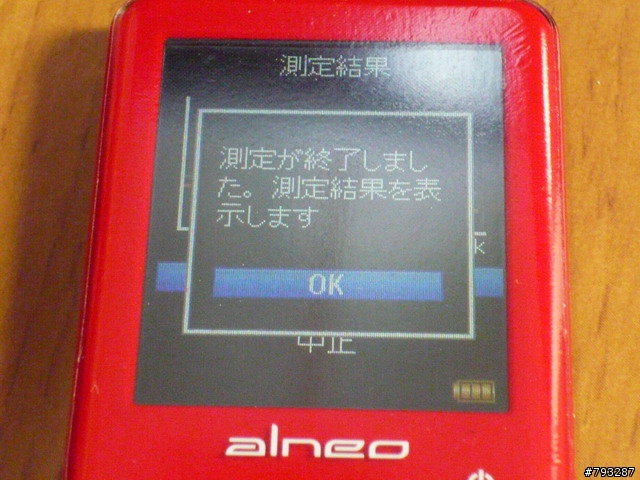 測定結果
測定が終了しまし
た。測定結果を表
示します
k
OK
中止
alneo
#793287